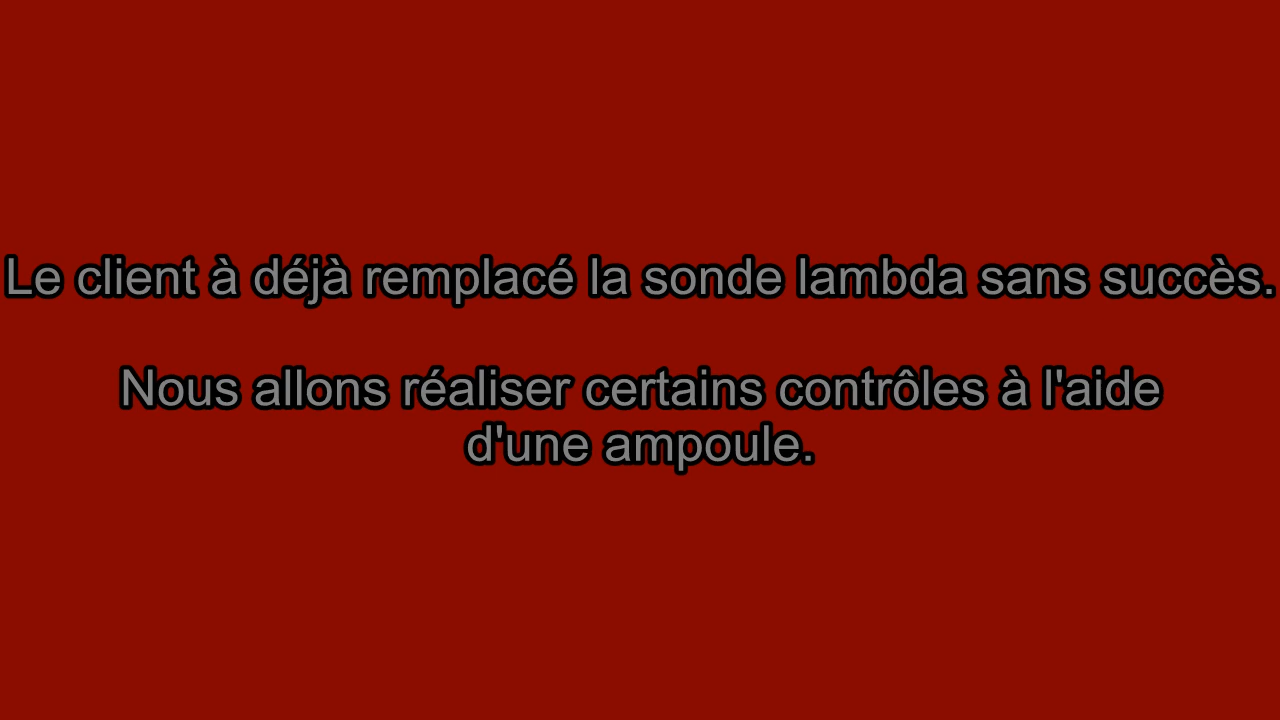 Le client à déjà remplacé la sonde lambda sans succès.
Nous allons réaliser certains contrôles à l'aide
d'une ampoule.